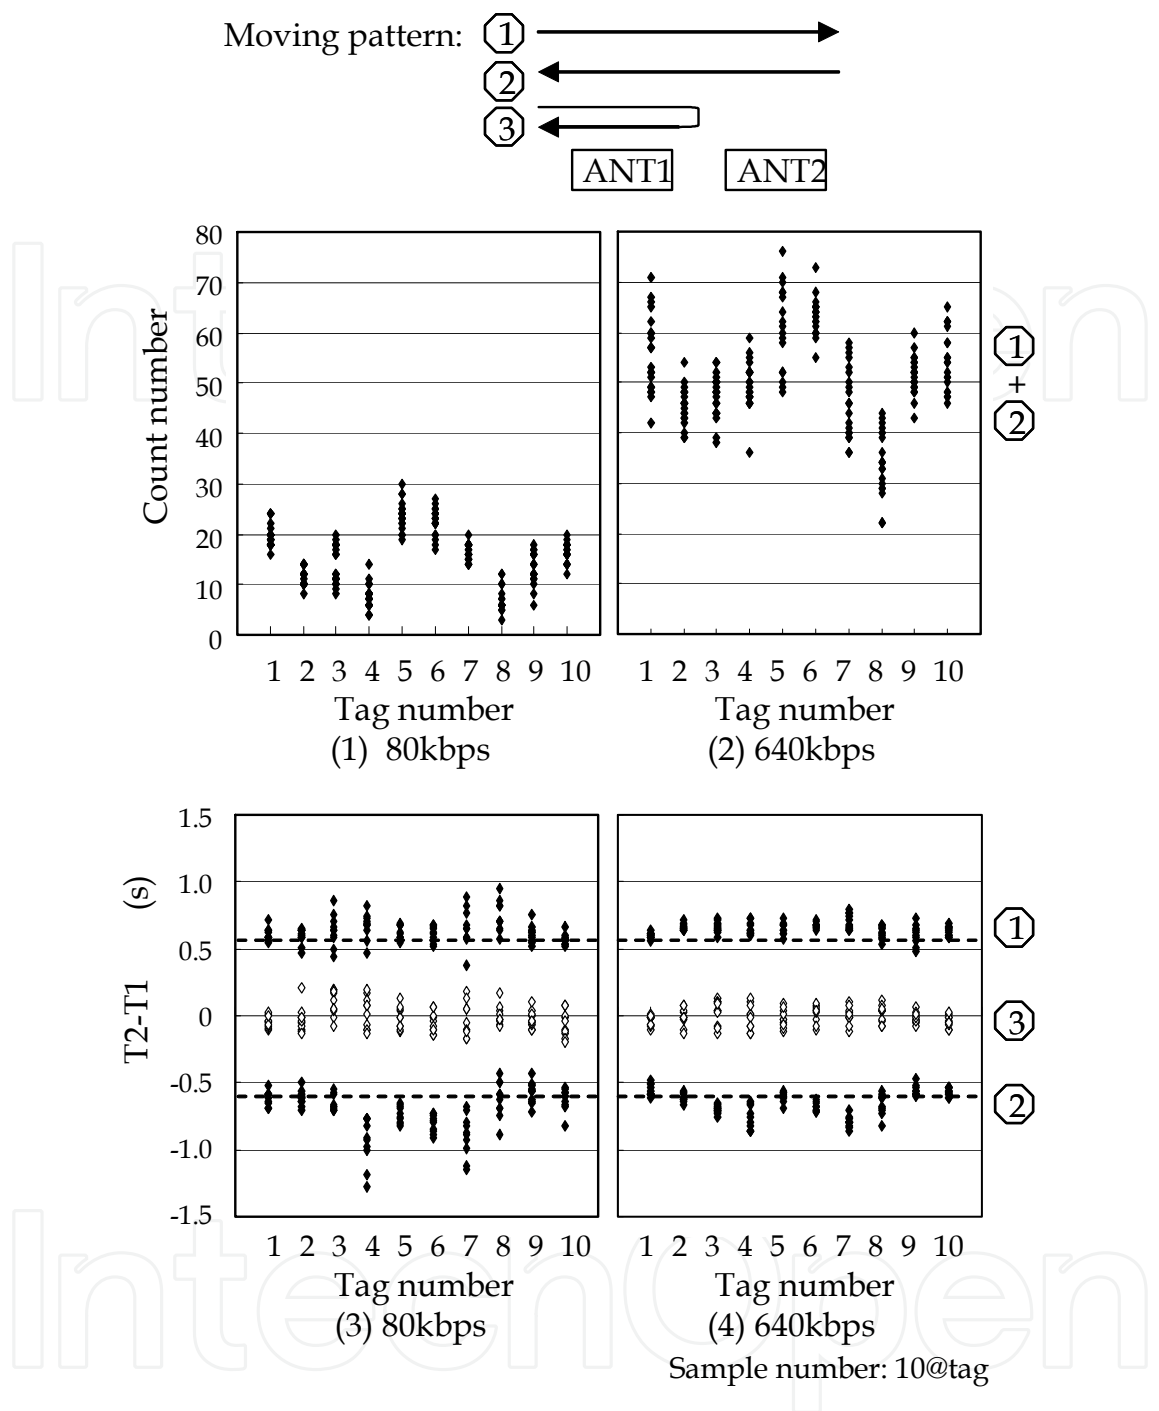 Moving pattern: 1
2
3
ANT1 ANT2
80
70
60
50
40
30
20
10
0
Count number
1 2 3 4 5 6 7 8 9 10
Tag number
(1) 80kbps
1 2 3 4 5 6 7 8 9 10
Tag number
(2) 640kbps
1
+
2
1.5
1.0
0.5
0
-0.5
-1.0
-1.5
T2-T1 (s)
1 2 3 4 5 6 7 8 9 10
Tag number
(3) 80kbps
1 2 3 4 5 6 7 8 9 10
Tag number
(4) 640kbps
1
3
2
Sample number: 10@tag
IntechOpen
IntechOpen